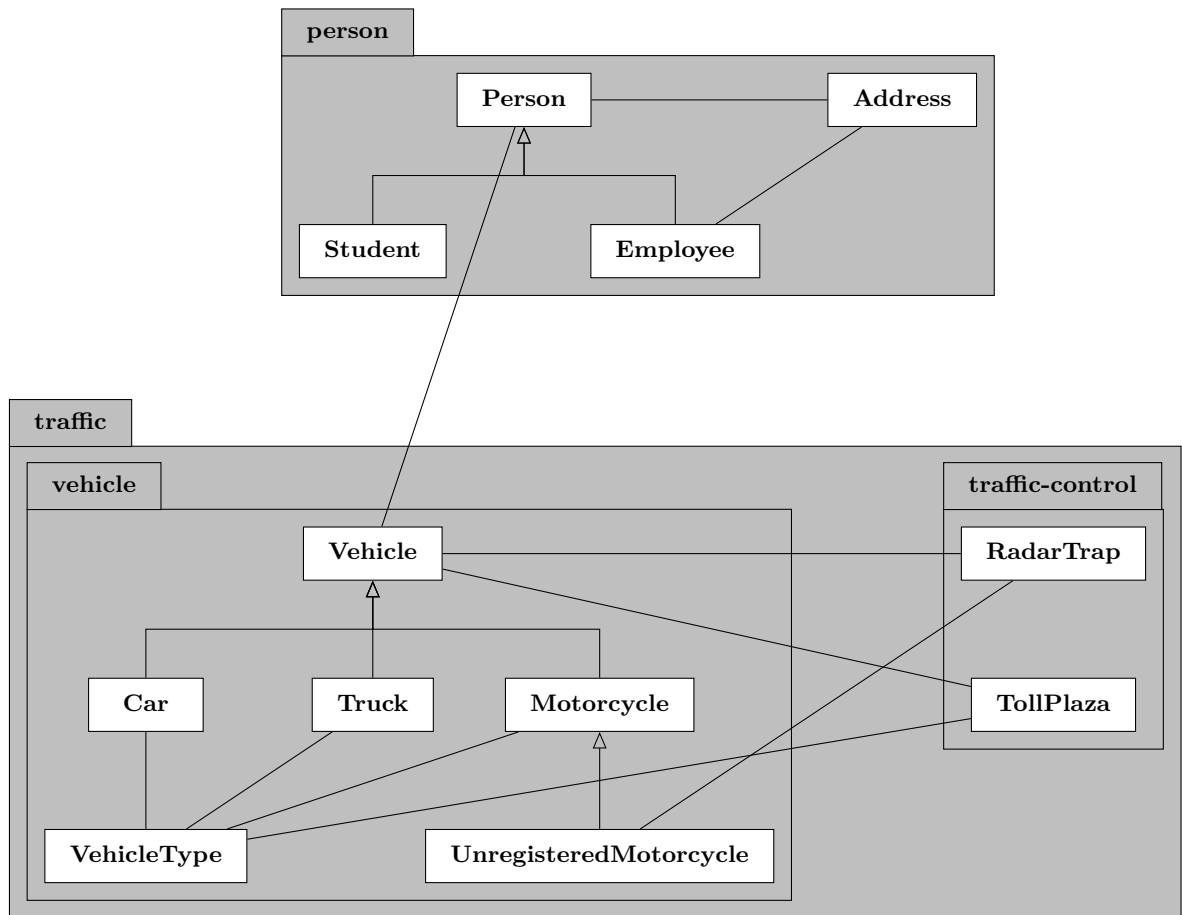 person
Person
Address
Student
Employee
traffic
vehicle
traffic-control
Vehicle
RadarTrap
Car
Truck
Motorcycle
TollPlaza
VehicleType
UnregisteredMotorcycle